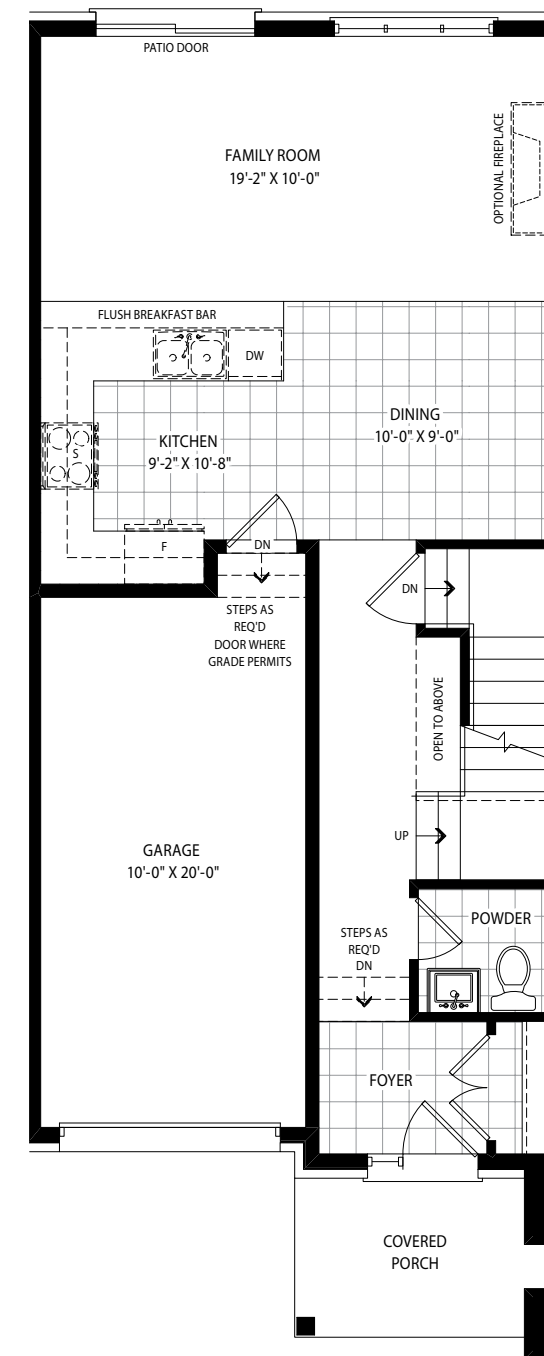 PATIO DOOR
FAMILY ROOM
19'-2" X 10'-0"
OPTIONAL FIREPLACE
FLUSH BREAKFAST BAR
DW
DINING
10'-0" X 9'-0"
KITCHEN
9'-2" X 10'-8"
S
F
DN
DN
STEPS AS
REQ'D
DOOR WHERE
GRADE PERMITS
OPEN TO ABOVE
UP
GARAGE
10'-0" X 20'-0"
POWDER
STEPS AS
REQ'D
DN
FOYER
COVERED
PORCH